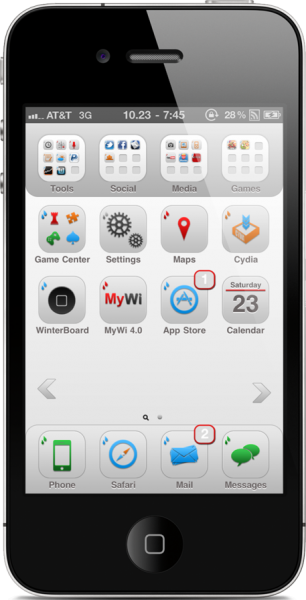 AT&T 3G 10.23 - 7:45 28 %
Tools Social Media Games
Game Center Settings Maps Cydia
MyWi 1 Saturday 23
WinterBoard MyWi 4.0 App Store Calendar
2
Phone Safari Mail Messages